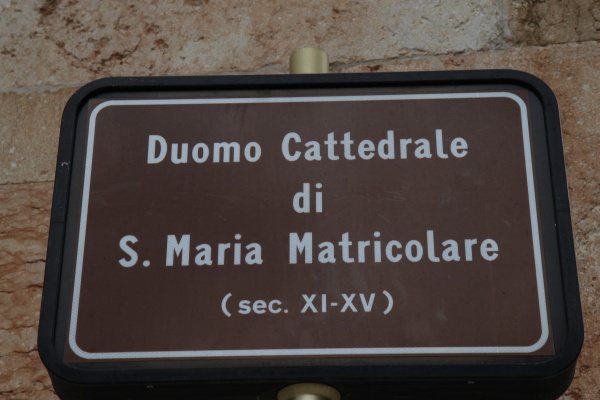 Duomo Cattedrale
di
S. Maria Matricolare
(sec. XI-XV)